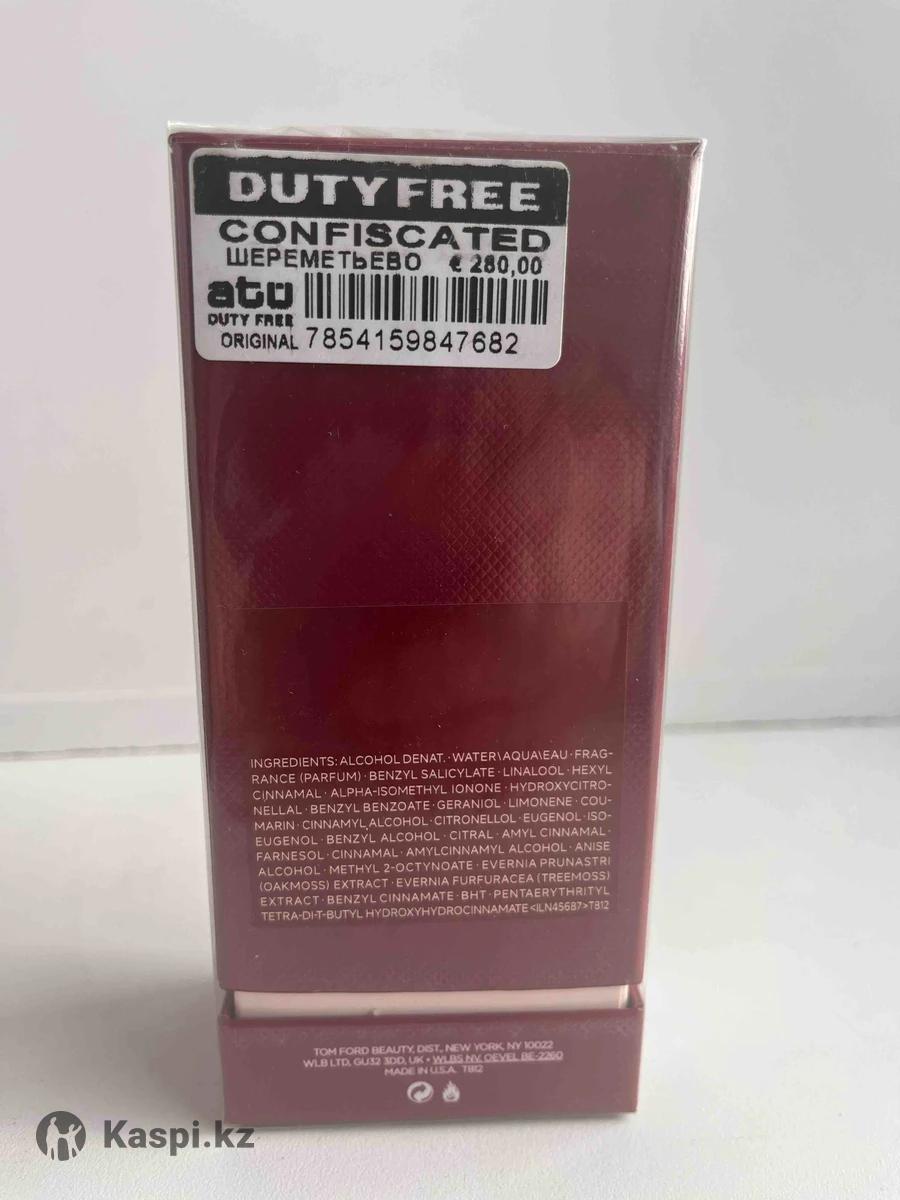 DUTY FREE
CONFISCATED
ШЕРЕМЕТЬЕВО € 280,00
atu
DUTY FREE
ORIGINAL 7854159847682
INGREDIENTS: ALCOHOL DENAT. · WATER\AQUA\EAU · FRAG-
RANCE (PARFUM) · BENZYL SALICYLATE · LINALOOL · HEXYL
CINNAMAL · ALPHA-ISOMETHYL IONONE · HYDROXYCITRO-
NELLAL · BENZYL BENZOATE · GERANIOL · LIMONENE · COU-
MARIN · CINNAMYL ALCOHOL · CITRONELLOL · EUGENOL · ISO-
EUGENOL · BENZYL ALCOHOL · CITRAL · AMYL CINNAMAL ·
FARNESOL · CINNAMAL · AMYLCINNAMYL ALCOHOL · ANISE
ALCOHOL · METHYL 2-OCTYNOATE · EVERNIA PRUNASTRI
(OAKMOSS) EXTRACT · EVERNIA FURFURACEA (TREEMOSS)
EXTRACT · BENZYL CINNAMATE · BHT · PENTAERYTHRITYL
TETRA-DI-T-BUTYL HYDROXYHYDROCINNAMATE <ILN45687> T812
TOM FORD BEAUTY, DIST., NEW YORK, NY 10022
WLB LTD, GU32 3DD, UK · WLBS NV, OEVEL BE-2260
MADE IN U.S.A. T812
Kaspi.kz